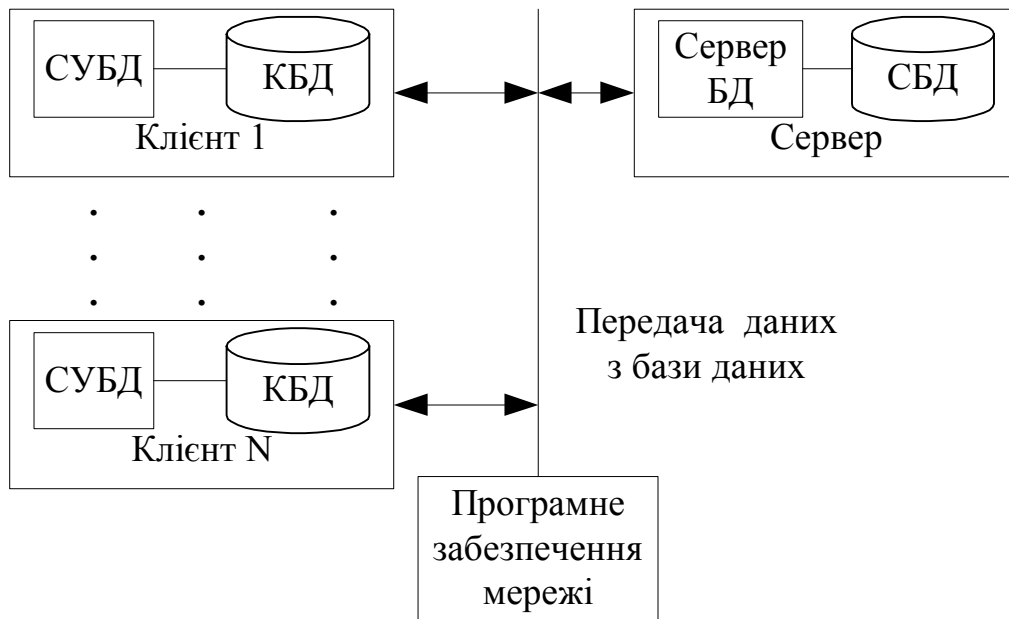 СУБД
КБД
Клієнт 1
Сервер
БД
СБД
Сервер
СУБД
КБД
Клієнт N
Передача даних
з бази даних
Програмне
забезпечення
мережі